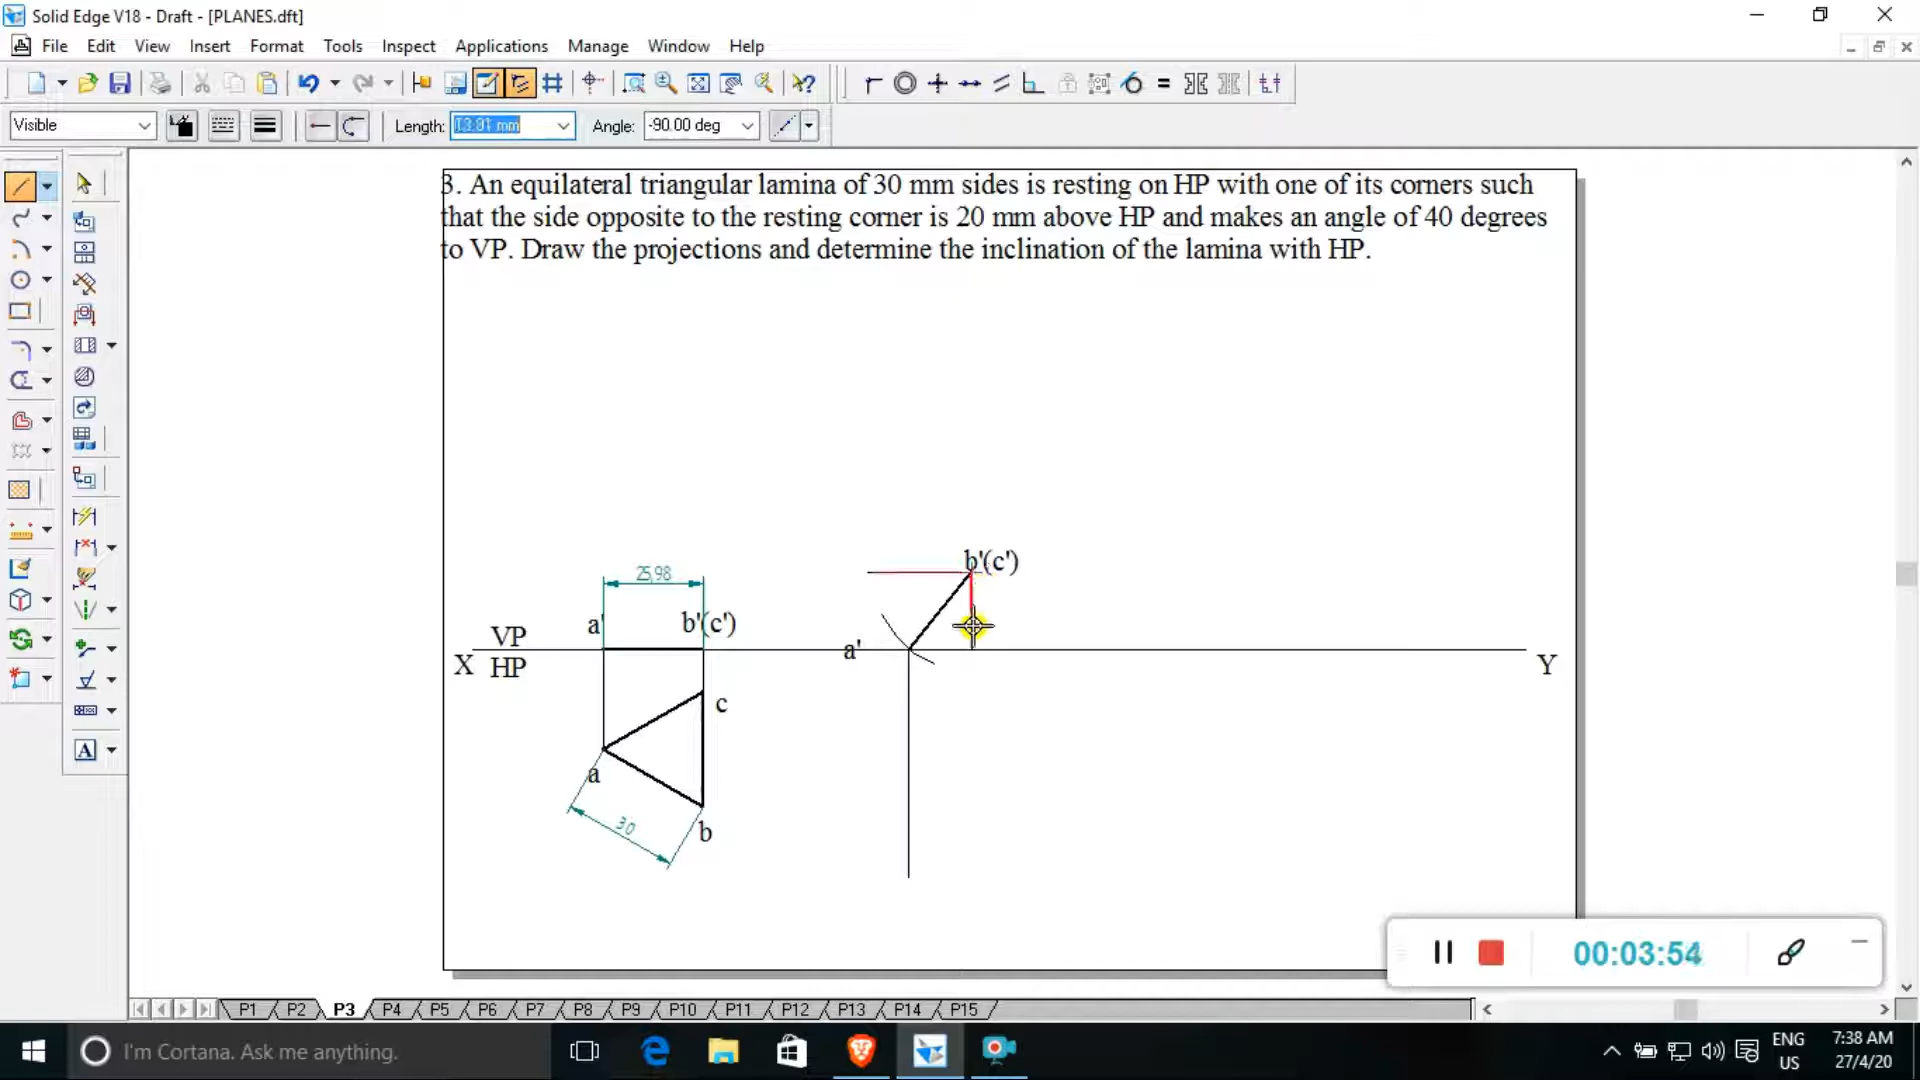 Solid Edge V18 - Draft - [PLANES.dft]
File Edit View Insert Format Tools Inspect Applications Manage Window Help
Visible Length: 13.91 mm Angle: -90.00 deg
3. An equilateral triangular lamina of 30 mm sides is resting on HP with one of its corners such
that the side opposite to the resting corner is 20 mm above HP and makes an angle of 40 degrees
to VP. Draw the projections and determine the inclination of the lamina with HP.
b'(c')
25,98
a' b'(c')
VP
a'
X HP Y
c
a
30
b
A
00:03:54
P1 P2 P3 P4 P5 P6 P7 P8 P9 P10 P11 P12 P13 P14 P15
I'm Cortana. Ask me anything.
ENG
US
7:38 AM
27/4/20